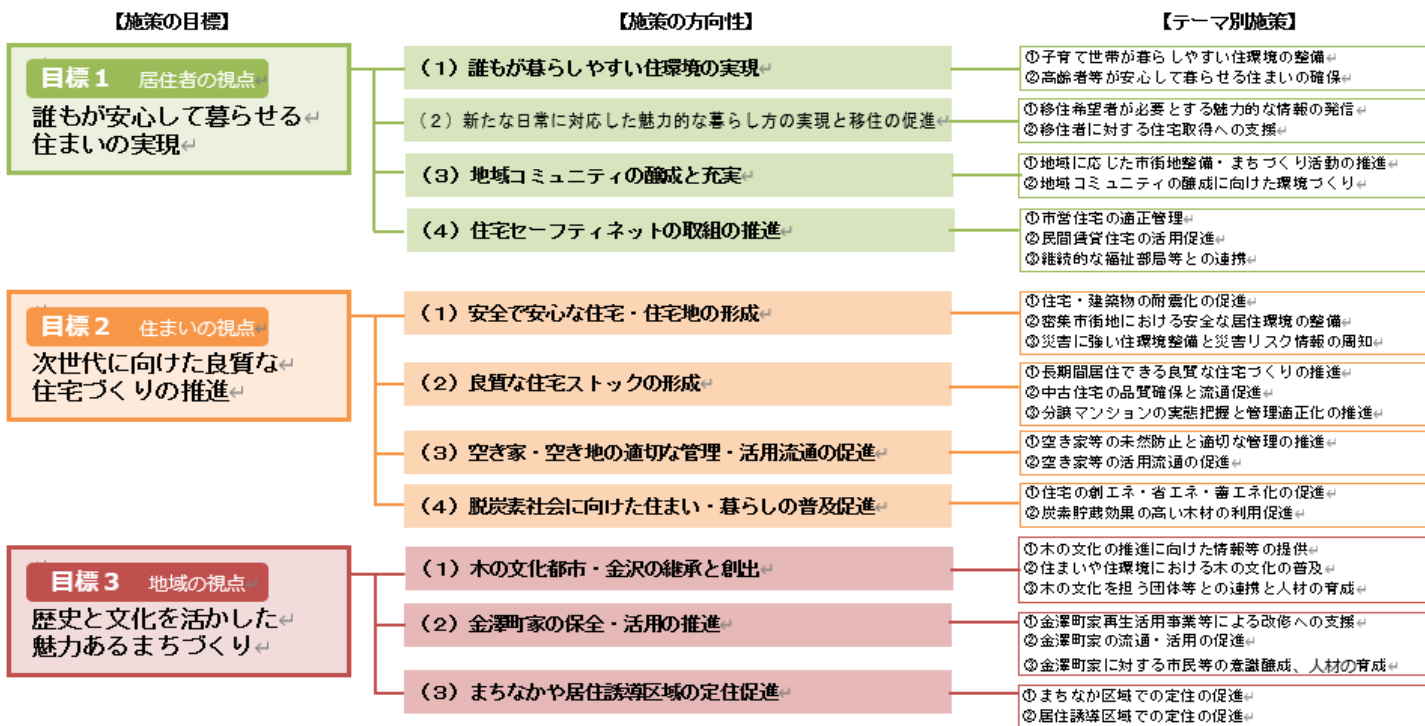 【施策の目標】
【施策の方向性】
【テーマ別施策】
目標1 居住者の視点
誰もが安心して暮らせる
住まいの実現
(1) 誰もが暮らしやすい住環境の実現
①子育て世帯が暮らしやすい住環境の整備
②高齢者等が安心して暮らせる住まいの確保
(2) 新たな日常に対応した魅力的な暮らし方の実現と移住の促進
①移住希望者が必要とする魅力的な情報の発信
②移住者に対する住宅取得への支援
(3) 地域コミュニティの醸成と充実
①地域に応じた市街地整備・まちづくり活動の推進
②地域コミュニティの醸成に向けた環境づくり
(4) 住宅セーフティネットの取組の推進
①市営住宅の適正管理
②民間賃貸住宅の活用促進
③継続的な福祉部局等との連携
目標2 住まいの視点
次世代に向けた良質な
住宅づくりの推進
(1) 安全で安心な住宅・住宅地の形成
①住宅・建築物の耐震化の促進
②密集市街地における安全な居住環境の整備
③災害に強い住環境整備と災害リスク情報の周知
(2) 良質な住宅ストックの形成
①長期間居住できる良質な住宅づくりの推進
②中古住宅の品質確保と流通促進
③分譲マンションの実態把握と管理適正化の推進
(3) 空き家・空き地の適切な管理・活用流通の促進
①空き家等の未然防止と適切な管理の推進
②空き家等の活用流通の促進
(4) 脱炭素社会に向けた住まい・暮らしの普及促進
①住宅の創エネ・省エネ・蓄エネ化の促進
②炭素貯蔵効果の高い木材の利用促進
目標3 地域の視点
歴史と文化を活かした
魅力あるまちづくり
(1) 木の文化都市・金沢の継承と創出
①木の文化の推進に向けた情報等の提供
②住まいや住環境における木の文化の普及
③木の文化を担う団体等との連携と人材の育成
(2) 金澤町家の保全・活用の推進
①金澤町家再生活用事業等による改修への支援
②金澤町家の流通・活用の促進
③金澤町家に対する市民等の意識醸成、人材の育成
(3) まちなかや居住誘導区域の定住促進
①まちなか区域での定住の促進
②居住誘導区域での定住の促進